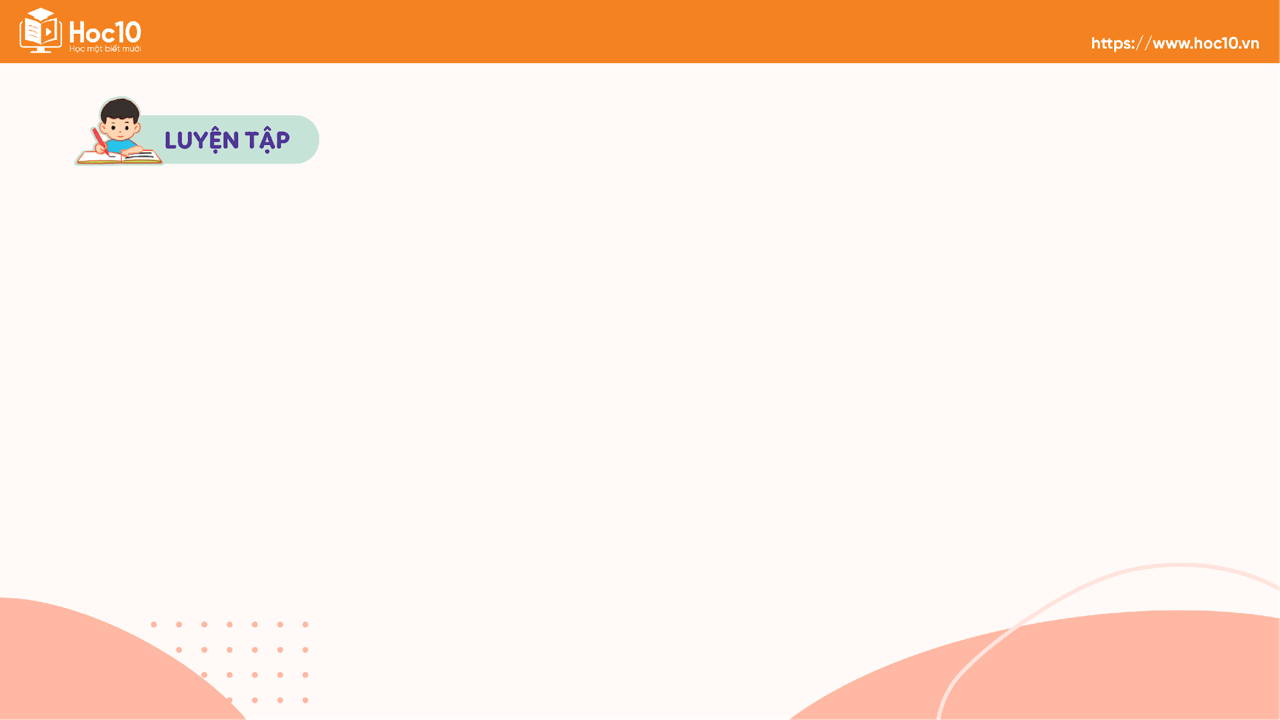 Hoc10
Học một biết mười
https://www.hoc10.vn
LUYỆN TẬP